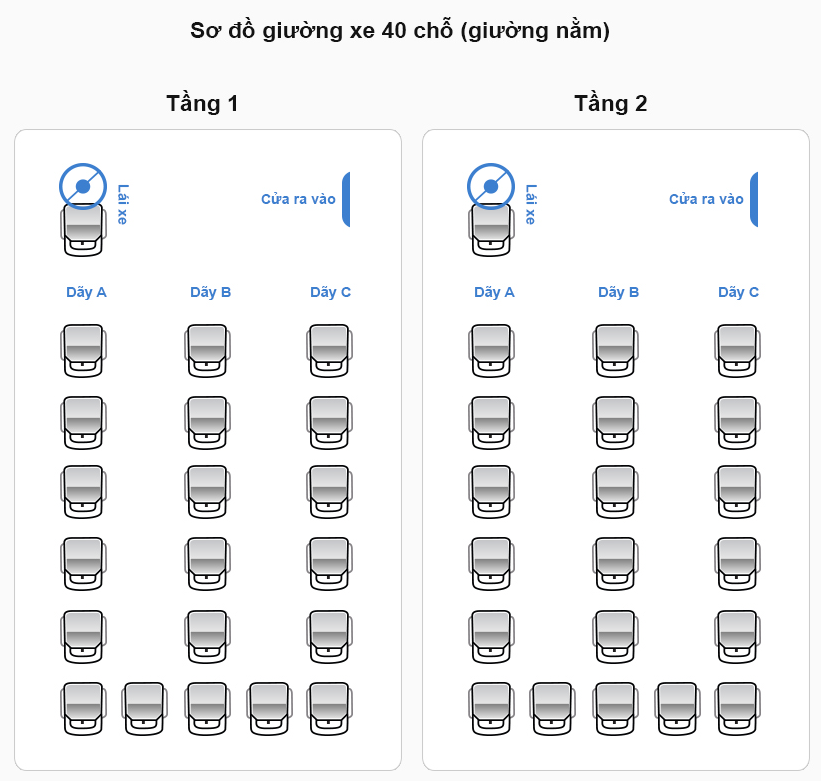 Sơ đồ giường xe 40 chỗ (giường nằm)
Tầng 1
Tầng 2
Lái xe
Cửa ra vào
Lái xe
Cửa ra vào
Dãy A
Dãy B
Dãy C
Dãy A
Dãy B
Dãy C